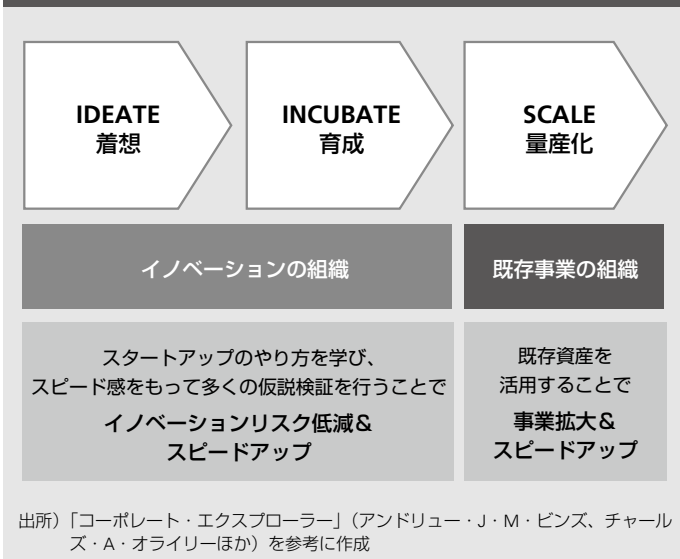 IDEATE
着想
INCUBATE
育成
SCALE
量産化
イノベーションの組織
既存事業の組織
スタートアップのやり方を学び、
スピード感をもって多くの仮説検証を行うことで
イノベーションリスク低減＆
スピードアップ
既存資産を
活用することで
事業拡大＆
スピードアップ
出所）「コーポレート・エクスプローラー」（アンドリュー・J・M・ビンズ、チャール
ズ・A・オライリーほか）を参考に作成